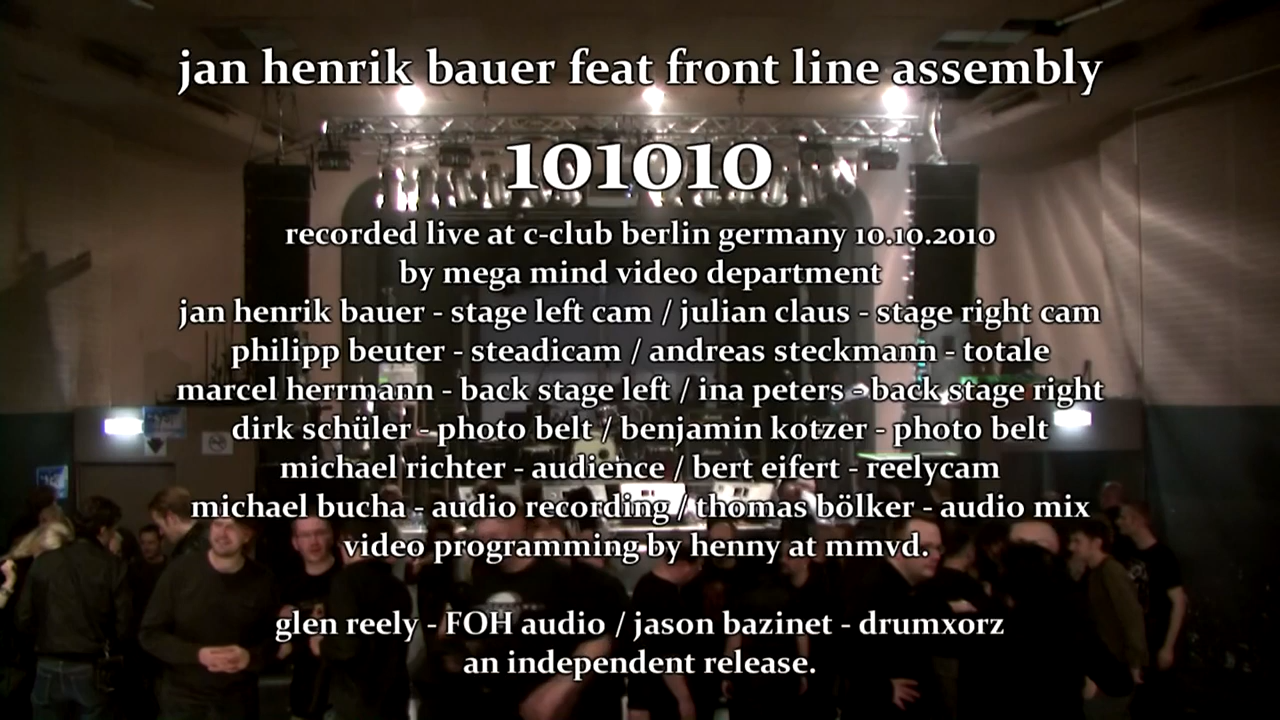 jan henrik bauer feat front line assembly
101010
recorded live at c-club berlin germany 10.10.2010
by mega mind video department
jan henrik bauer - stage left cam / julian claus - stage right cam
philipp beuter - steadicam / andreas steckmann - totale
marcel herrmann - back stage left / ina peters - back stage right
dirk schüler - photo belt / benjamin kotzer - photo belt
michael richter - audience / bert eifert - reelycam
michael bucha - audio recording / thomas bölker - audio mix
video programming by henny at mmvd.
glen reely - FOH audio / jason bazinet - drumxorz
an independent release.